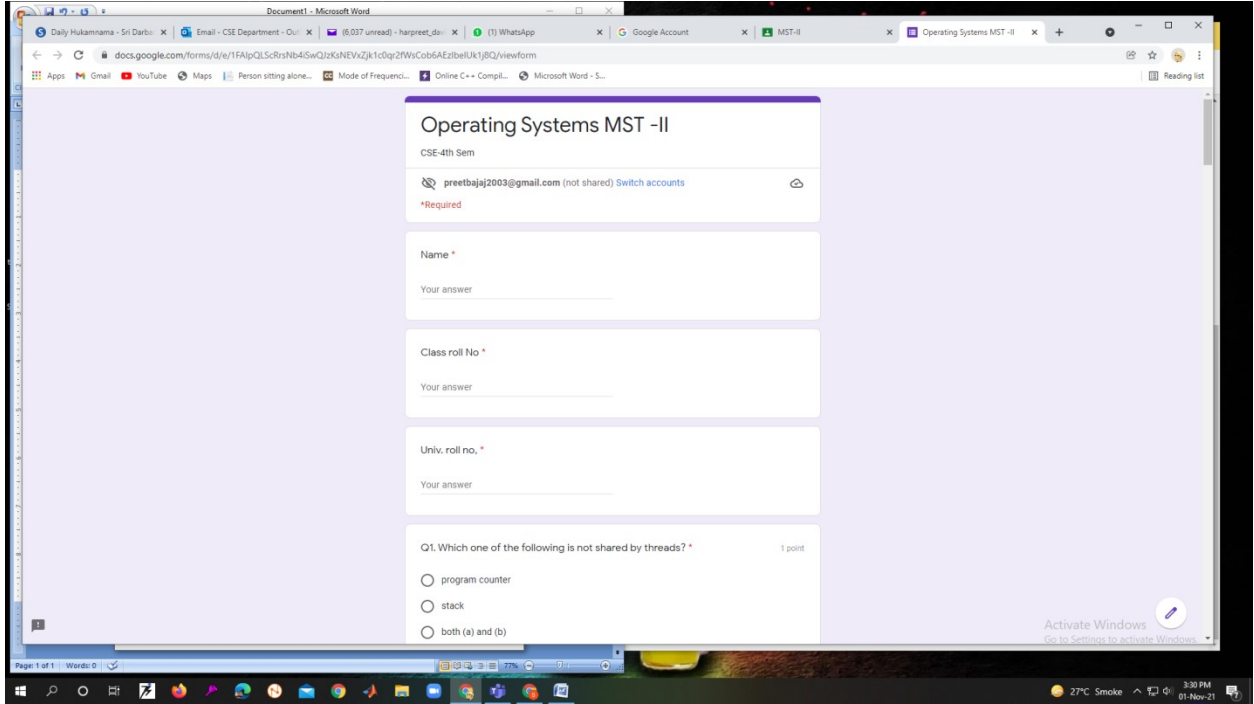 Document1 - Microsoft Word
Daily Hukamnama - Sri Darba
Email - CSE Department - Out
(6,037 unread) - harpreet_dav
(1) WhatsApp
Google Account
MST-II
Operating Systems MST -II
docs.google.com/forms/d/e/1FAIpQLScRrsNb4iSwQJzKsNEVxZjk1c0qr2fWsCob6AEzIbelUk1j8Q/viewform
Apps
Gmail
YouTube
Maps
Person sitting alone...
Mode of Frequenci...
Online C++ Compil...
Microsoft Word - S...
Reading list
Operating Systems MST -II
CSE-4th Sem
preetbajaj2003@gmail.com (not shared) Switch accounts
*Required
Name *
Your answer
Class roll No *
Your answer
Univ. roll no, *
Your answer
Q1. Which one of the following is not shared by threads? *
1 point
program counter
stack
both (a) and (b)
Activate Windows
Go to Settings to activate Windows.
Page: 1 of 1
Words: 0
77%
27°C Smoke
3:30 PM
01-Nov-21